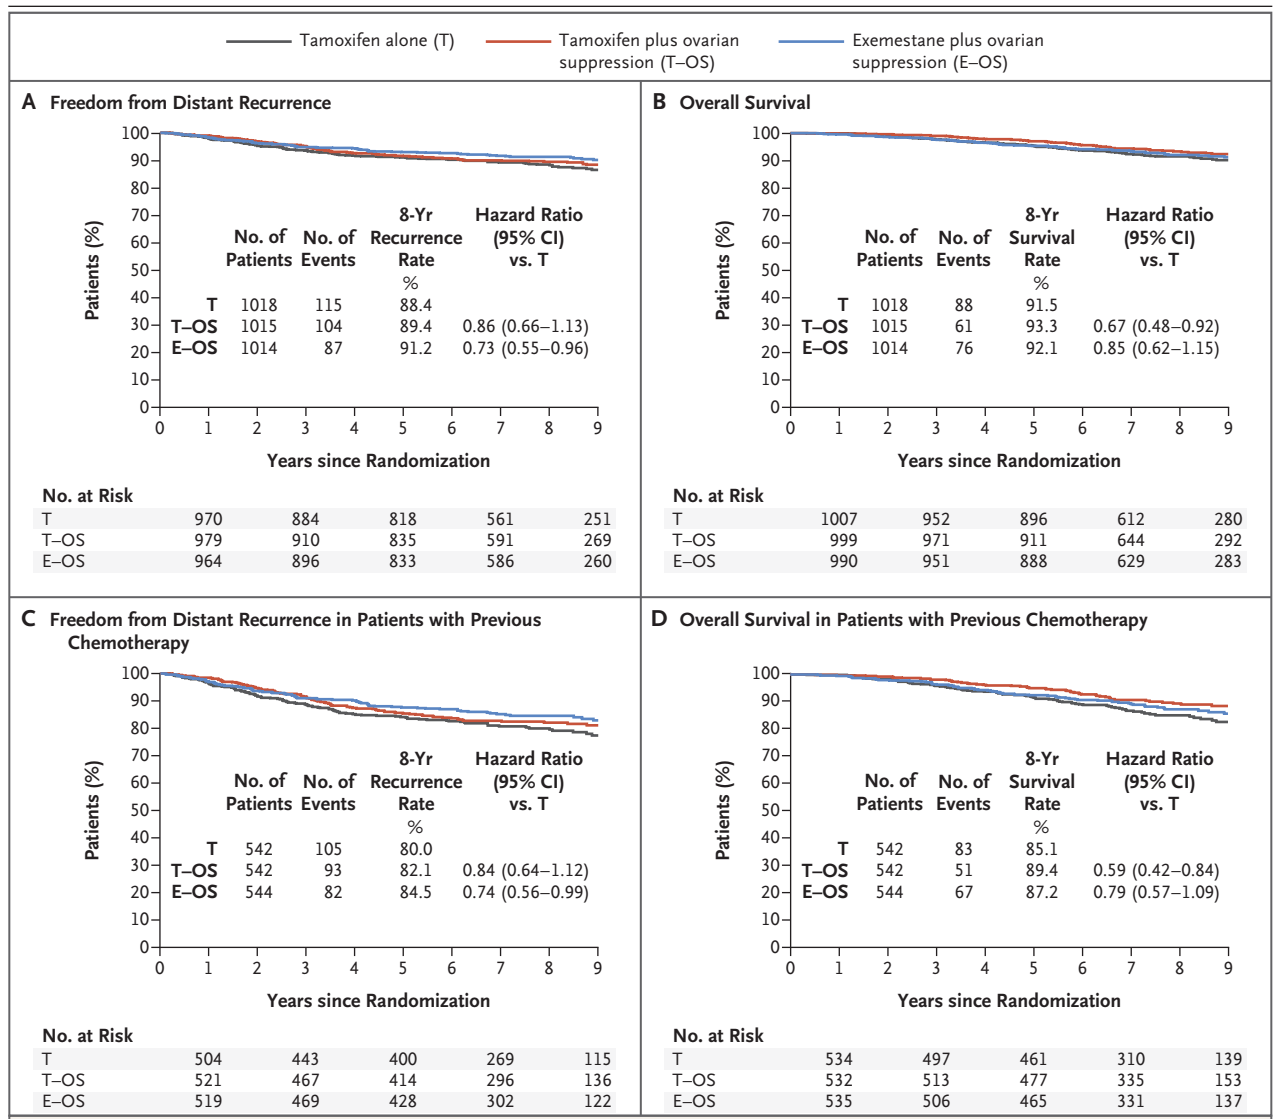 Tamoxifen alone (T)
Tamoxifen plus ovarian suppression (T–OS)
Exemestane plus ovarian suppression (E–OS)
A Freedom from Distant Recurrence
Patients (%)
100
90
80
70
60
50
40
30
20
10
0
No. of Patients No. of Events 8-Yr Recurrence Rate Hazard Ratio (95% CI) vs. T
%
T 1018 115 88.4
T–OS 1015 104 89.4 0.86 (0.66–1.13)
E–OS 1014 87 91.2 0.73 (0.55–0.96)
0 1 2 3 4 5 6 7 8 9
Years since Randomization
No. at Risk
T 970 884 818 561 251
T–OS 979 910 835 591 269
E–OS 964 896 833 586 260
B Overall Survival
Patients (%)
100
90
80
70
60
50
40
30
20
10
0
No. of Patients No. of Events 8-Yr Survival Rate Hazard Ratio (95% CI) vs. T
%
T 1018 88 91.5
T–OS 1015 61 93.3 0.67 (0.48–0.92)
E–OS 1014 76 92.1 0.85 (0.62–1.15)
0 1 2 3 4 5 6 7 8 9
Years since Randomization
No. at Risk
T 1007 952 896 612 280
T–OS 999 971 911 644 292
E–OS 990 951 888 629 283
C Freedom from Distant Recurrence in Patients with Previous
Chemotherapy
Patients (%)
100
90
80
70
60
50
40
30
20
10
0
No. of Patients No. of Events 8-Yr Recurrence Rate Hazard Ratio (95% CI) vs. T
%
T 542 105 80.0
T–OS 542 93 82.1 0.84 (0.64–1.12)
E–OS 544 82 84.5 0.74 (0.56–0.99)
0 1 2 3 4 5 6 7 8 9
Years since Randomization
No. at Risk
T 504 443 400 269 115
T–OS 521 467 414 296 136
E–OS 519 469 428 302 122
D Overall Survival in Patients with Previous Chemotherapy
Patients (%)
100
90
80
70
60
50
40
30
20
10
0
No. of Patients No. of Events 8-Yr Survival Rate Hazard Ratio (95% CI) vs. T
%
T 542 83 85.1
T–OS 542 51 89.4 0.59 (0.42–0.84)
E–OS 544 67 87.2 0.79 (0.57–1.09)
0 1 2 3 4 5 6 7 8 9
Years since Randomization
No. at Risk
T 534 497 461 310 139
T–OS 532 513 477 335 153
E–OS 535 506 465 331 137